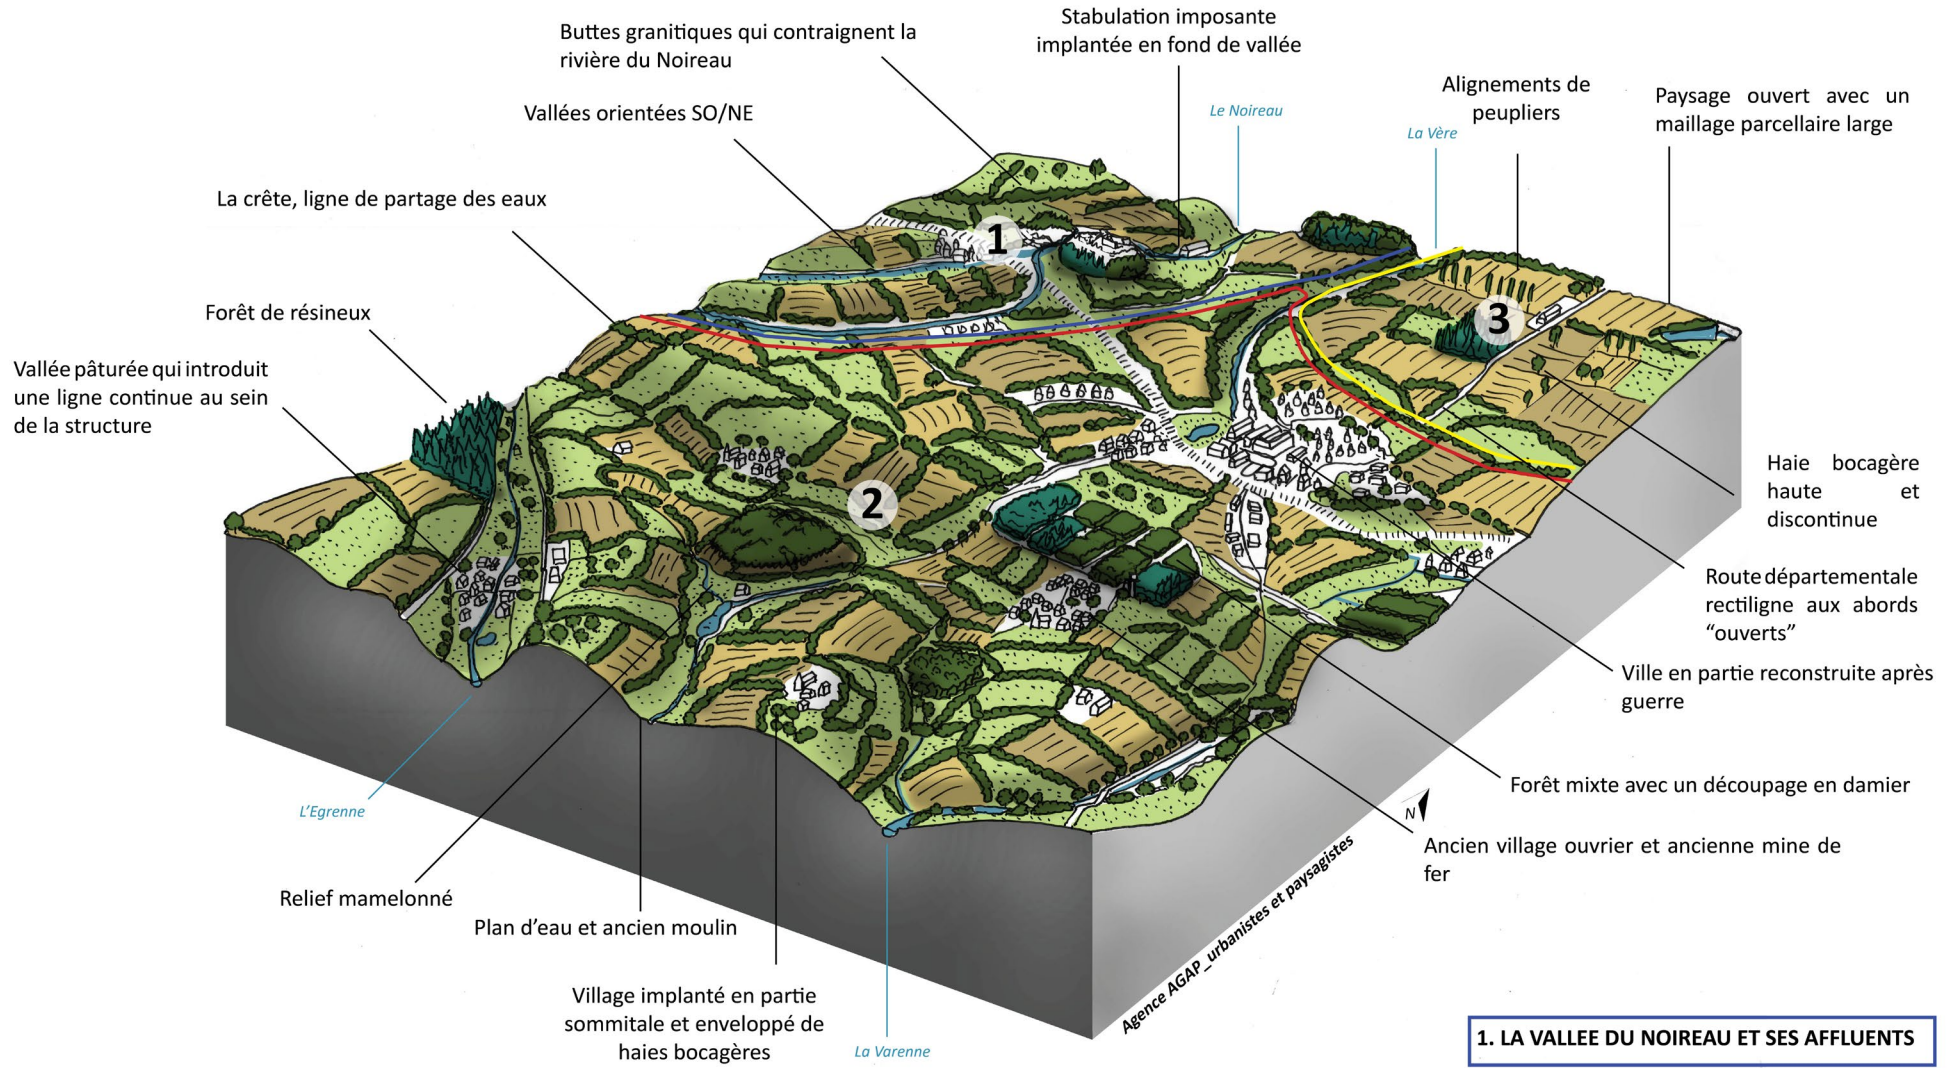 Buttes granitiques qui contraignent la
rivière du Noireau
Stabulation imposante
implantée en fond de vallée
Vallées orientées SO/NE
Le Noireau
La Vère
Alignements de
peupliers
Paysage ouvert avec un
maillage parcellaire large
La crête, ligne de partage des eaux
Forêt de résineux
Vallée pâturée qui introduit
une ligne continue au sein
de la structure
1
2
3
Haie bocagère
haute et
discontinue
Route départementale
rectiligne aux abords
“ouverts”
Ville en partie reconstruite après
guerre
Forêt mixte avec un découpage en damier
Ancien village ouvrier et ancienne mine de
fer
N
L’Egrenne
Relief mamelonné
Plan d’eau et ancien moulin
Village implanté en partie
sommitale et enveloppé de
haies bocagères
La Varenne
Agence AGAP_urbanistes et paysagistes
1. LA VALLEE DU NOIREAU ET SES AFFLUENTS